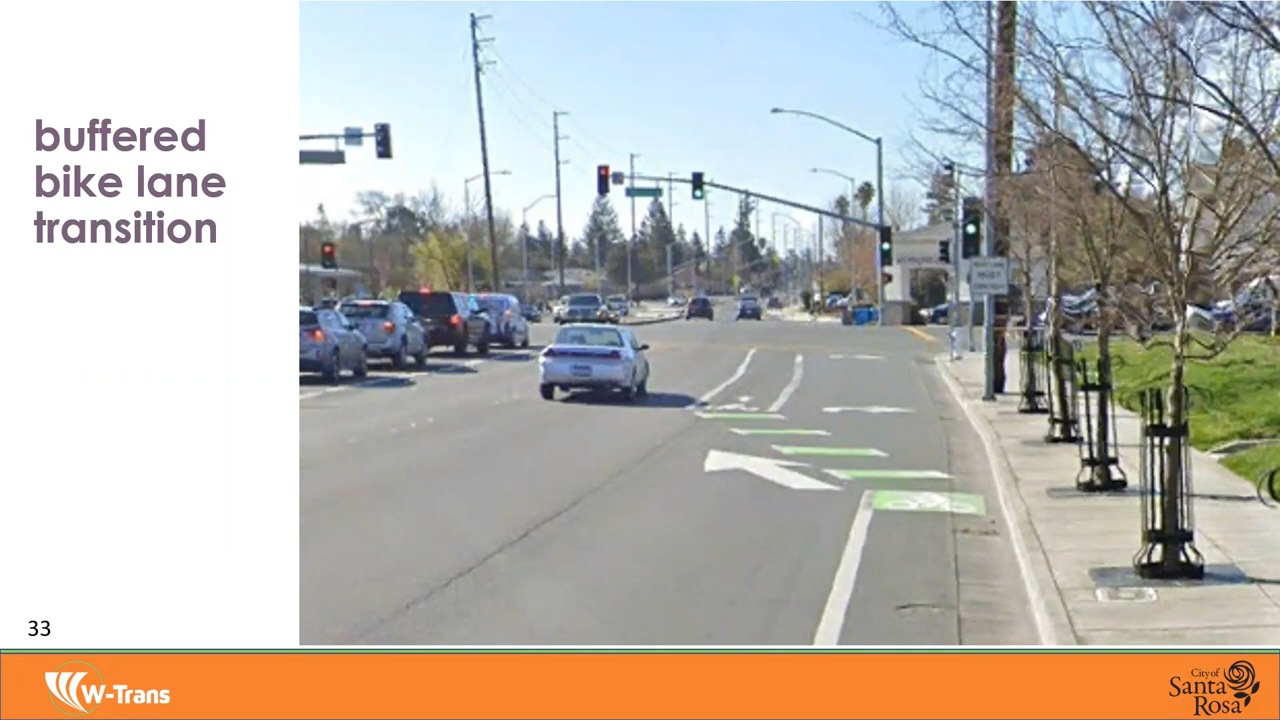 buffered
bike lane
transition
33
W-Trans
City of
Santa
Rosa